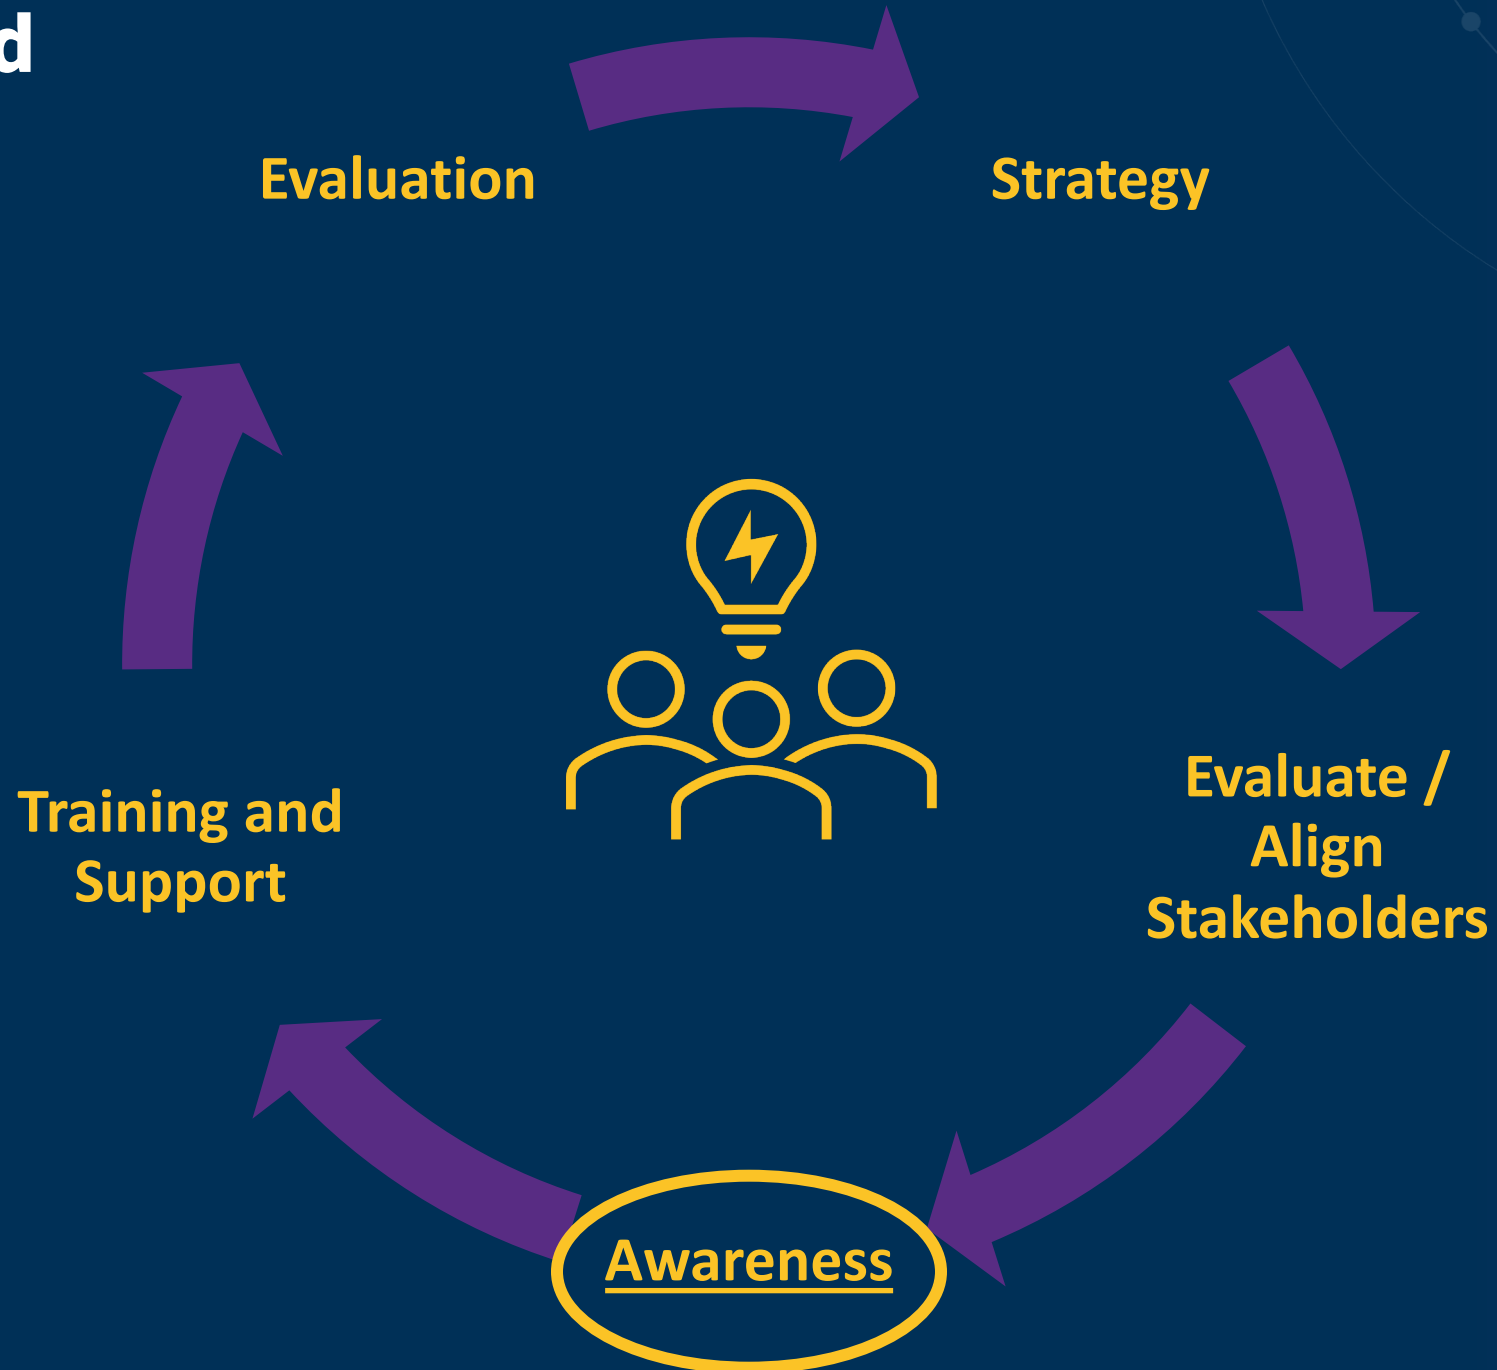 Evaluation
Strategy
Training and
Support
Evaluate /
Align
Stakeholders
Awareness